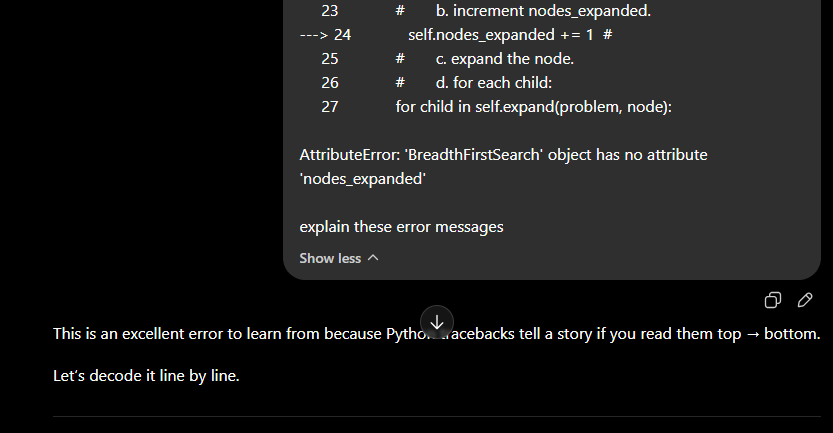 23 # b. increment nodes_expanded.
---> 24 self.nodes_expanded += 1 #
25 # c. expand the node.
26 # d. for each child:
27 for child in self.expand(problem, node):
AttributeError: 'BreadthFirstSearch' object has no attribute
'nodes_expanded'
explain these error messages
Show less
This is an excellent error to learn from because Python tracebacks tell a story if you read them top → bottom.
Let's decode it line by line.